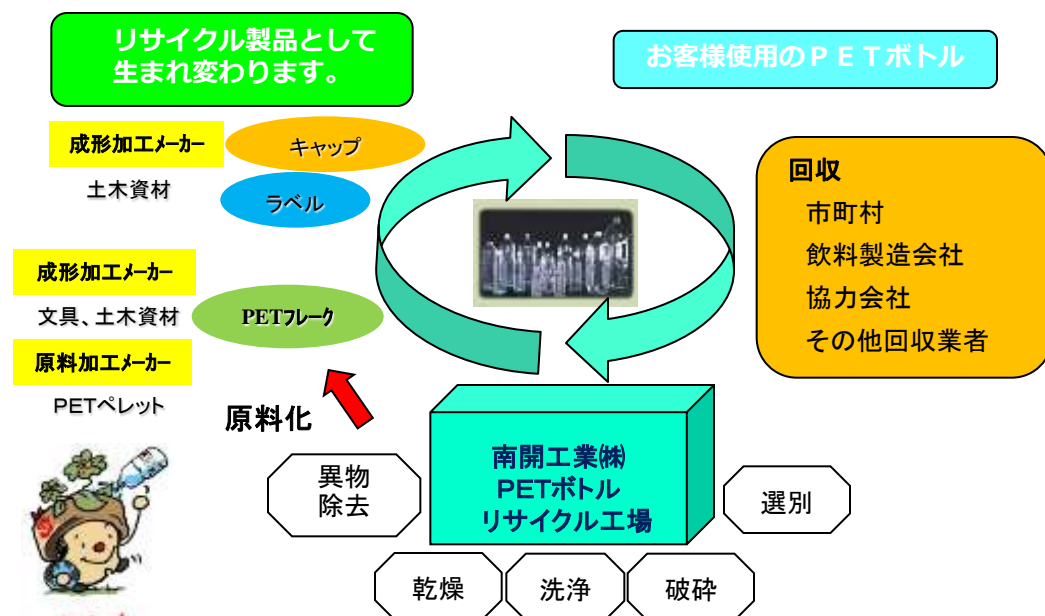 リサイクル製品として
生まれ変わります。
お客様使用のＰＥＴボトル
成形加工メーカー
キャップ
土木資材
ラベル
回収
市町村
飲料製造会社
協力会社
その他回収業者
成形加工メーカー
文具、土木資材
PETフレーク
原料加工メーカー
PETペレット
原料化
南開工業㈱
PETボトル
リサイクル工場
異物
除去
選別
乾燥
洗浄
破砕